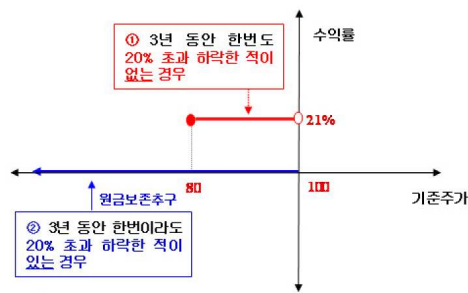 ① 3년 동안 한번도
20% 초과 하락한 적이
없는 경우
수익률
21%
80
100
기준주가
원금보존추구
② 3년 동안 한번이라도
20% 초과 하락한 적이
있는 경우